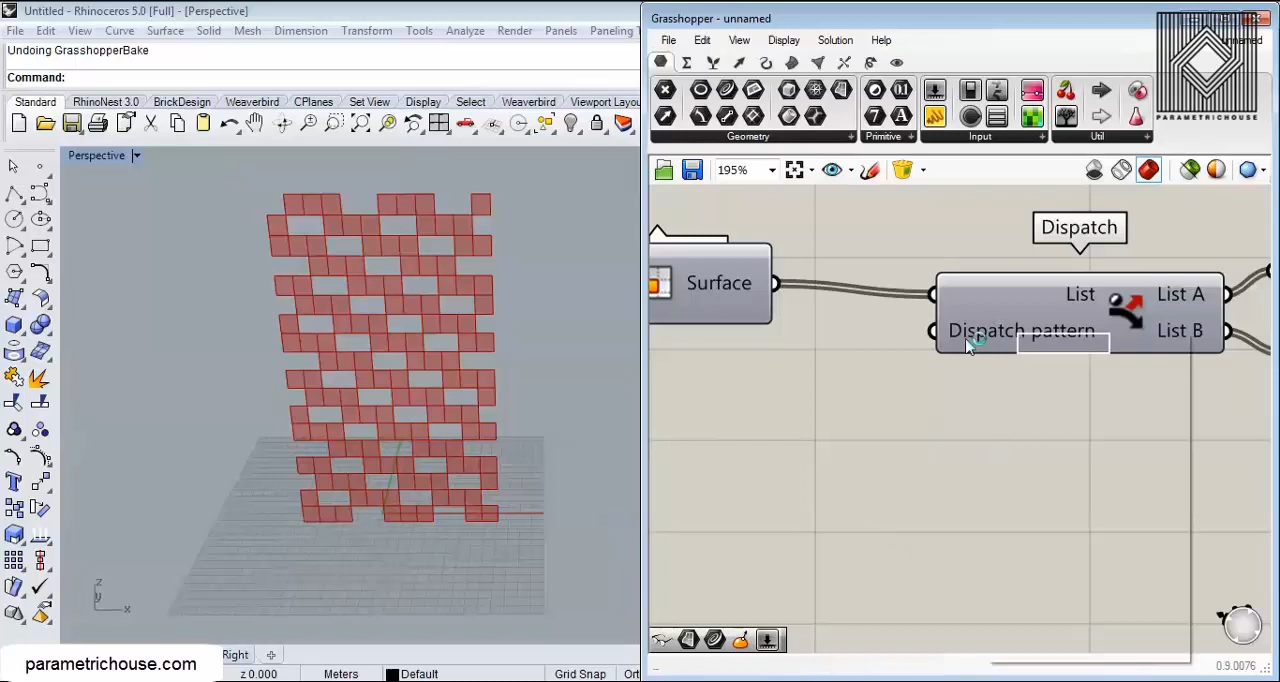 Untitled - Rhinoceros 5.0 [Full] - [Perspective]
File Edit View Curve Surface Solid Mesh Dimension Transform Tools Analyze Render Panels Paneling
Undoing GrasshopperBake
Command:
Standard RhinoNest 3.0 BrickDesign Weaverbird CPlanes Set View Display Select Weaverbird Viewport Layou
Perspective
z
y
x
Right
z 0.000 Meters Default Grid Snap Ort
parametrichouse.com
Grasshopper - unnamed
File Edit View Display Solution Help
unnamed
PARAMETRICHOUSE
Geometry Primitive Input Util
195%
Dispatch
Surface
List List A
Dispatch pattern List B
0.9.0076